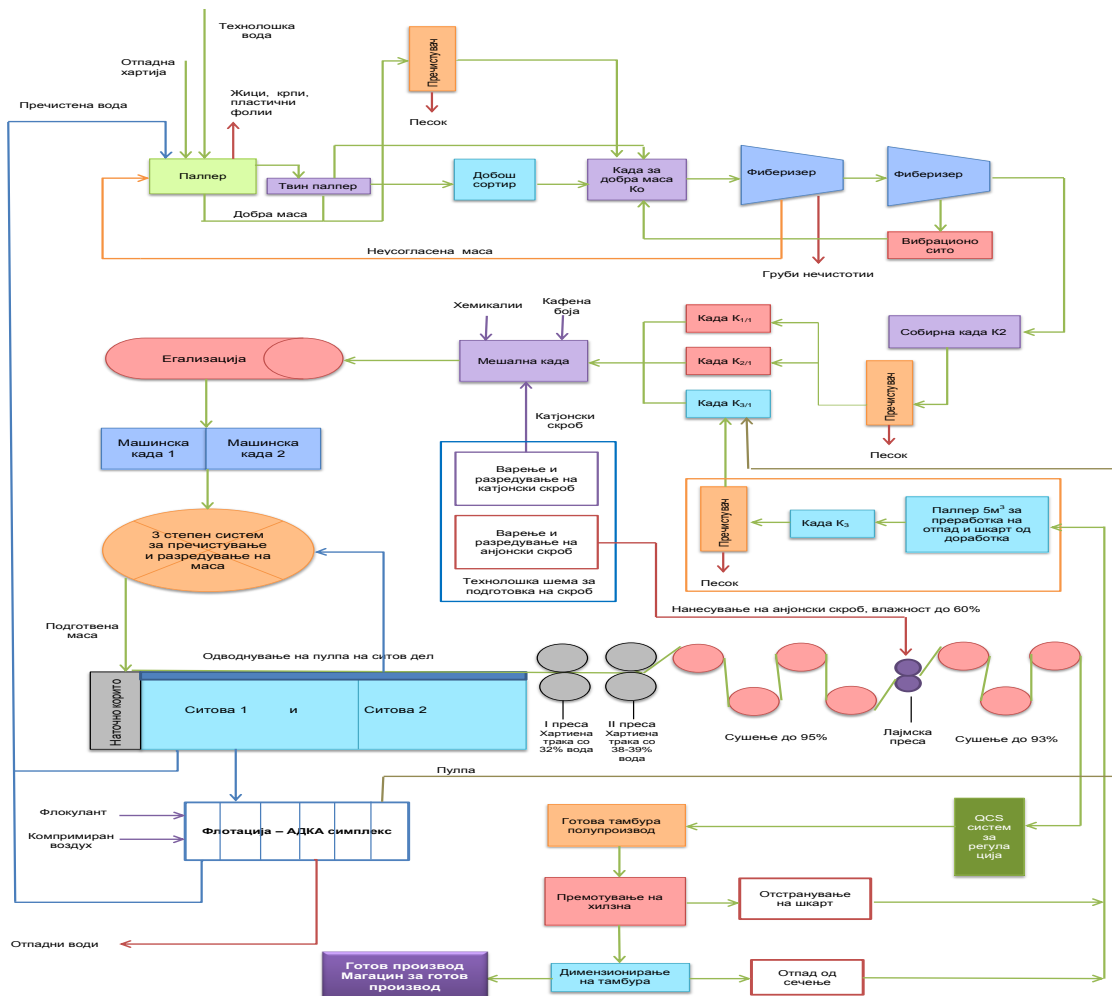 Технолошка
вода
Отпадна
хартија
Жици, крпи,
пластични
фолии
Пречистена вода
Пречистувач
Песок
Палпер
Твин палпер
Добош
сортир
Када за
добра маса
Ко
Фиберизер
Фиберизер
Добра маса
Вибрационо
сито
Неусогласена маса
Груби нечистотии
Хемикалии
Кафена
боја
Када К1/1
Када К2/1
Када К3/1
Собирна када К2
Егализација
Мешална када
Пречистувач
Песок
Катјонски
скроб
Машинска
када 1
Машинска
када 2
Варење и
разредување на
катјонски скроб
Варење и
разредување на
анјонски скроб
Технолошка шема за
подготовка на скроб
Пречистувач
Када К3
Палпер 5м³ за
преработка на
отпад и шкарт од
доработка
Песок
3 степен систем
за пречистување
и разредување на
маса
Нанесување на анјонски скроб, влажност до 60%
Подготвена
маса
Одводнување на пулпа на ситов дел
Наточно корито
Ситова 1 и Ситова 2
I преса
Хартиена
трака со
32% вода
II преса
Хартиена
трака со
38-39%
вода
Сушење до 95%
Лајмска
преса
Сушење до 93%
Пулпа
Флокулант
Компримиран
воздух
Флотација – АДКА симплекс
Готова тамбура
полупроизвод
QCS
систем
за
регула
ција
Премотување на
хилзна
Отстранување
на шкарт
Отпадни води
Готов производ
Магацин за готов
производ
Димензионирање
на тамбура
Отпад од
сечење